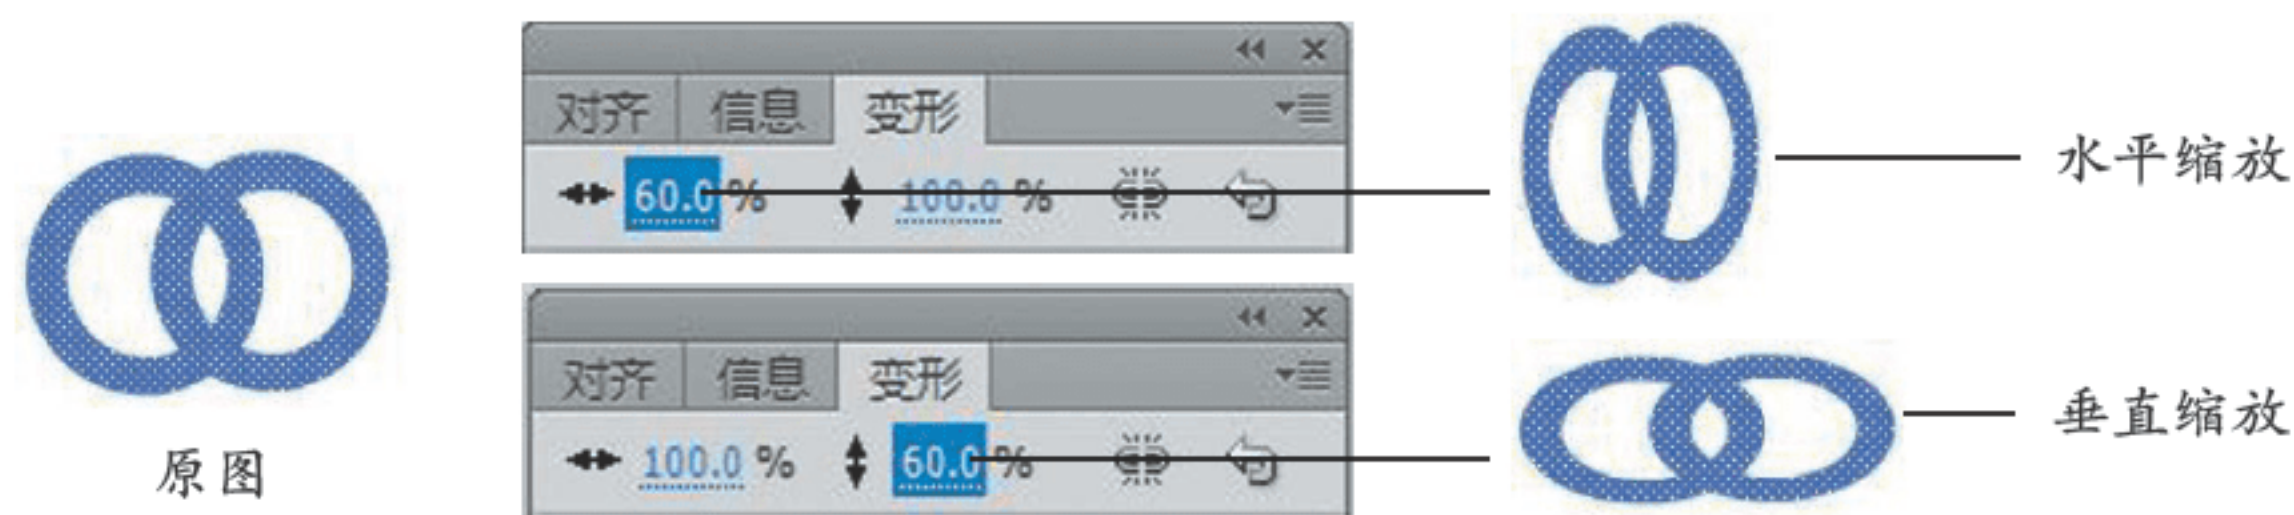 原图
对齐 信息 变形
60.0 % 100.0 %
水平缩放
对齐 信息 变形
100.0 % 60.0 %
垂直缩放